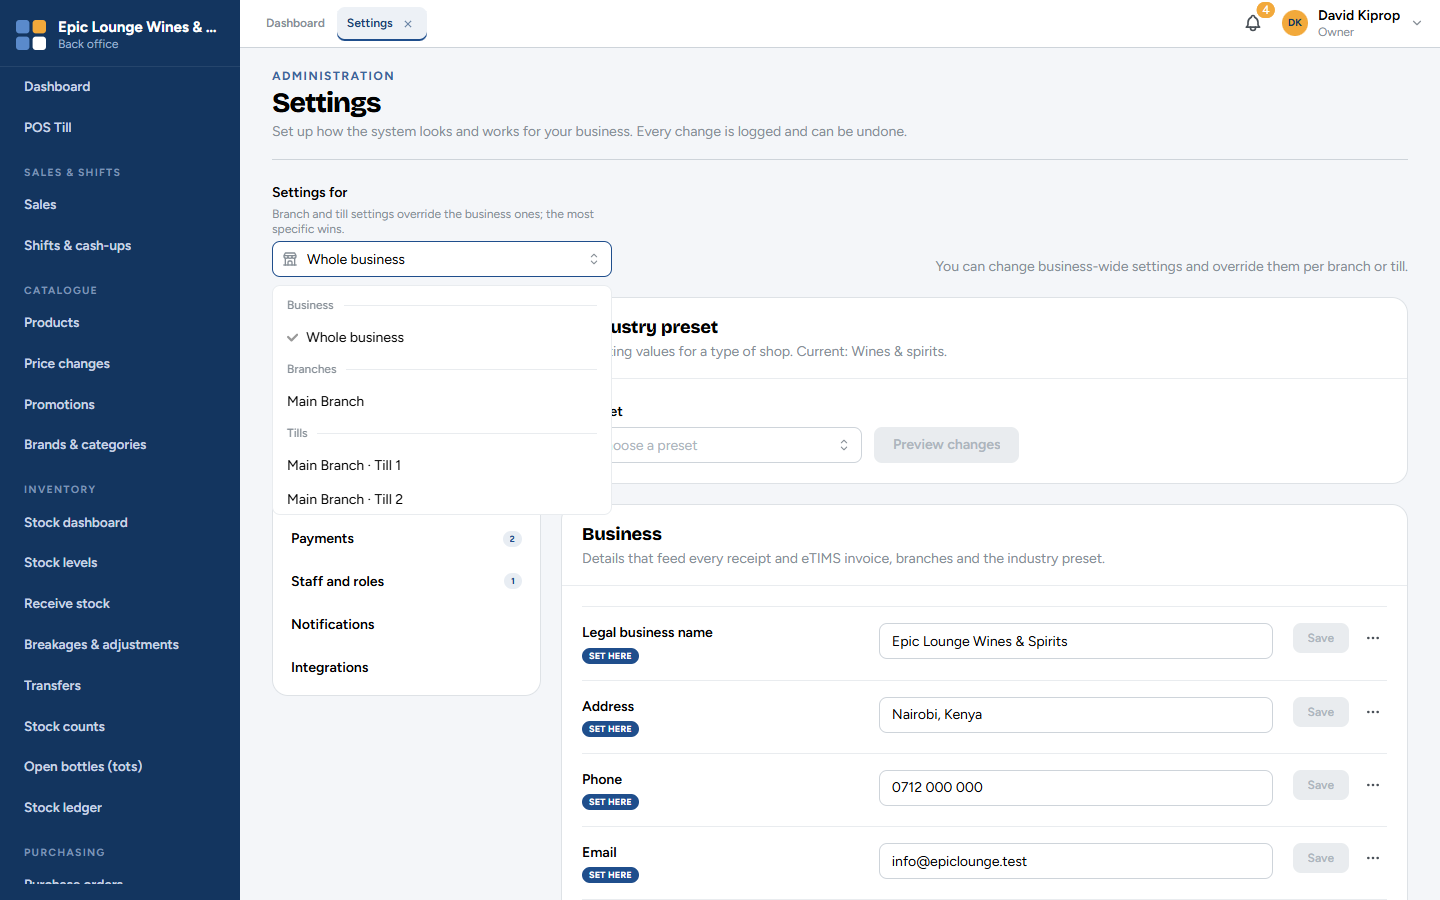 Epic Lounge Wines & ...
Back office
Dashboard
POS Till
SALES & SHIFTS
Sales
Shifts & cash-ups
CATALOGUE
Products
Price changes
Promotions
Brands & categories
INVENTORY
Stock dashboard
Stock levels
Receive stock
Breakages & adjustments
Transfers
Stock counts
Open bottles (tots)
Stock ledger
PURCHASING
Purchase orders
Dashboard
Settings
4
DK
David Kiprop
Owner
ADMINISTRATION
Settings
Set up how the system looks and works for your business. Every change is logged and can be undone.
Settings for
Branch and till settings override the business ones; the most
specific wins.
Whole business
You can change business-wide settings and override them per branch or till.
Business
Whole business
Branches
Main Branch
Tills
Main Branch · Till 1
Main Branch · Till 2
Payments 2
Staff and roles 1
Notifications
Integrations
ustry preset
ing values for a type of shop. Current: Wines & spirits.
et
oose a preset
Preview changes
Business
Details that feed every receipt and eTIMS invoice, branches and the industry preset.
Legal business name
SET HERE
Epic Lounge Wines & Spirits
Save
Address
SET HERE
Nairobi, Kenya
Save
Phone
SET HERE
0712 000 000
Save
Email
SET HERE
info@epiclounge.test
Save